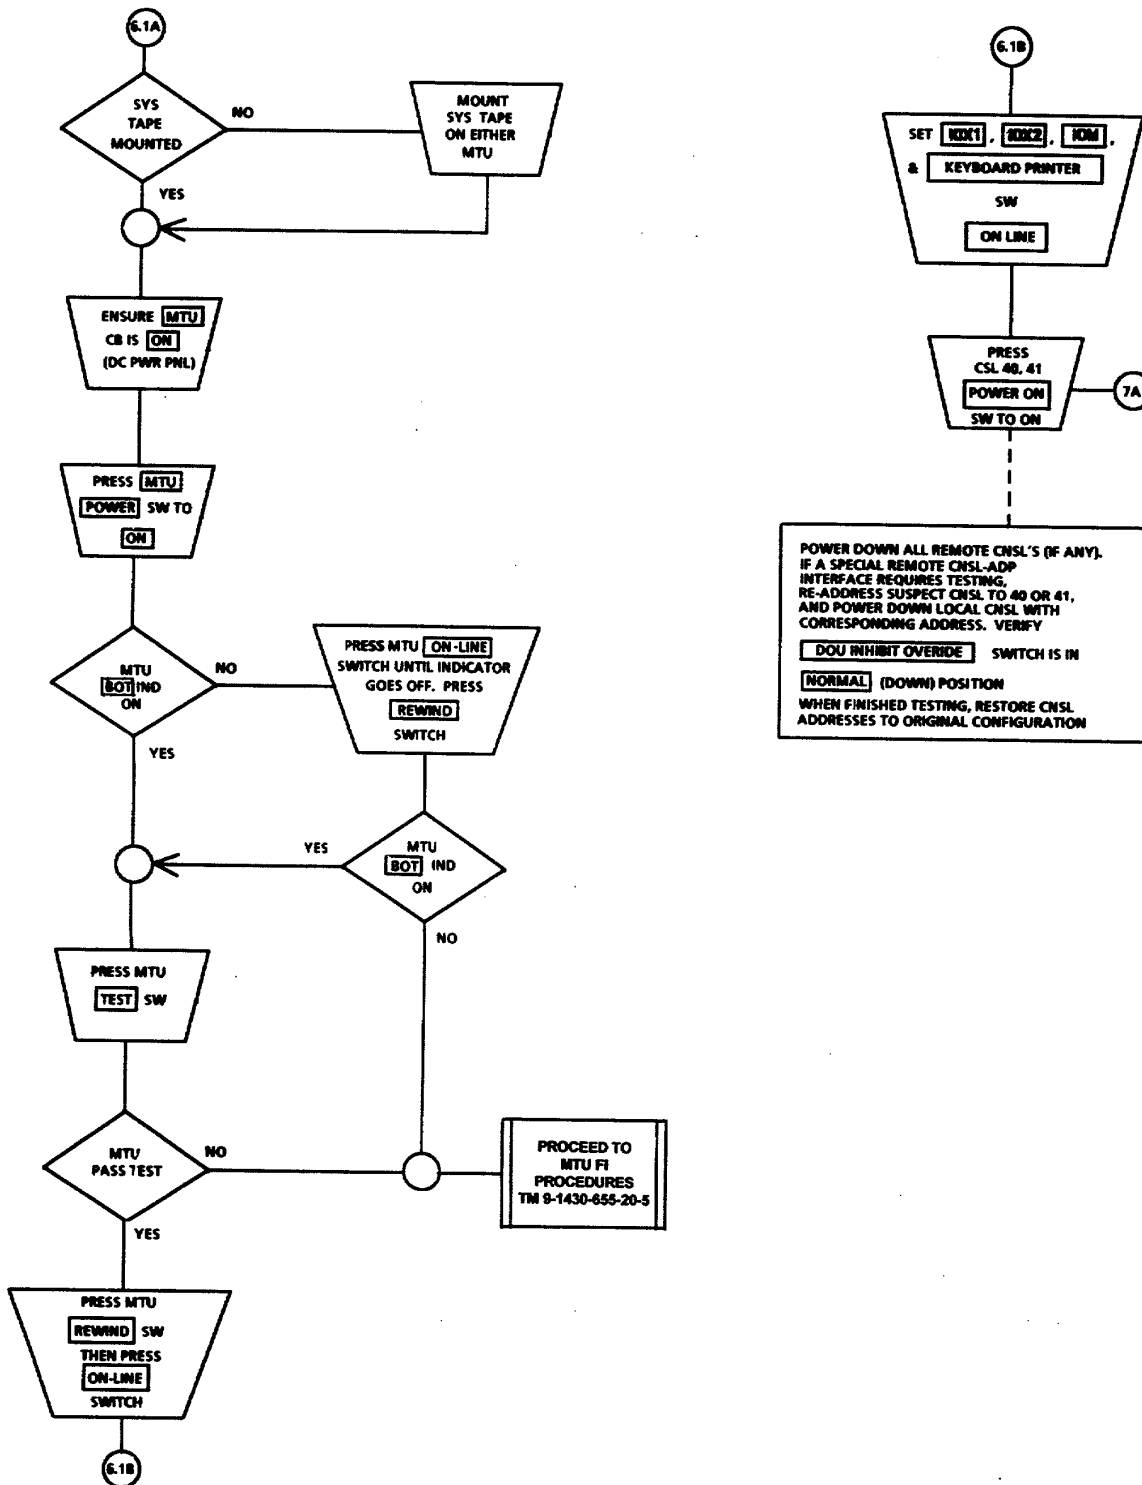 6.1A
SYS
TAPE
MOUNTED
NO
YES
MOUNT
SYS TAPE
ON EITHER
MTU
ENSURE MTU
CB IS ON
(DC PWR PNL)
PRESS MTU
POWER SW TO
ON
MTU
BOT IND
ON
NO
YES
PRESS MTU ON-LINE
SWITCH UNTIL INDICATOR
GOES OFF. PRESS
REWIND
SWITCH
MTU
BOT IND
ON
YES
NO
PRESS MTU
TEST SW
MTU
PASS TEST
NO
YES
PROCEED TO
MTU FI
PROCEDURES
TM 9-1430-655-20-5
PRESS MTU
REWIND SW
THEN PRESS
ON-LINE
SWITCH
6.1B
6.1B
SET , , IOM ,
& KEYBOARD PRINTER
SW
ON LINE
PRESS
CSL 40, 41
POWER ON
SW TO ON
7A
POWER DOWN ALL REMOTE CNSL'S (IF ANY).
IF A SPECIAL REMOTE CNSL-ADP
INTERFACE REQUIRES TESTING,
RE-ADDRESS SUSPECT CNSL TO 40 OR 41,
AND POWER DOWN LOCAL CNSL WITH
CORRESPONDING ADDRESS. VERIFY
DOU INHIBIT OVERIDE SWITCH IS IN
NORMAL (DOWN) POSITION
WHEN FINISHED TESTING, RESTORE CNSL
ADDRESSES TO ORIGINAL CONFIGURATION